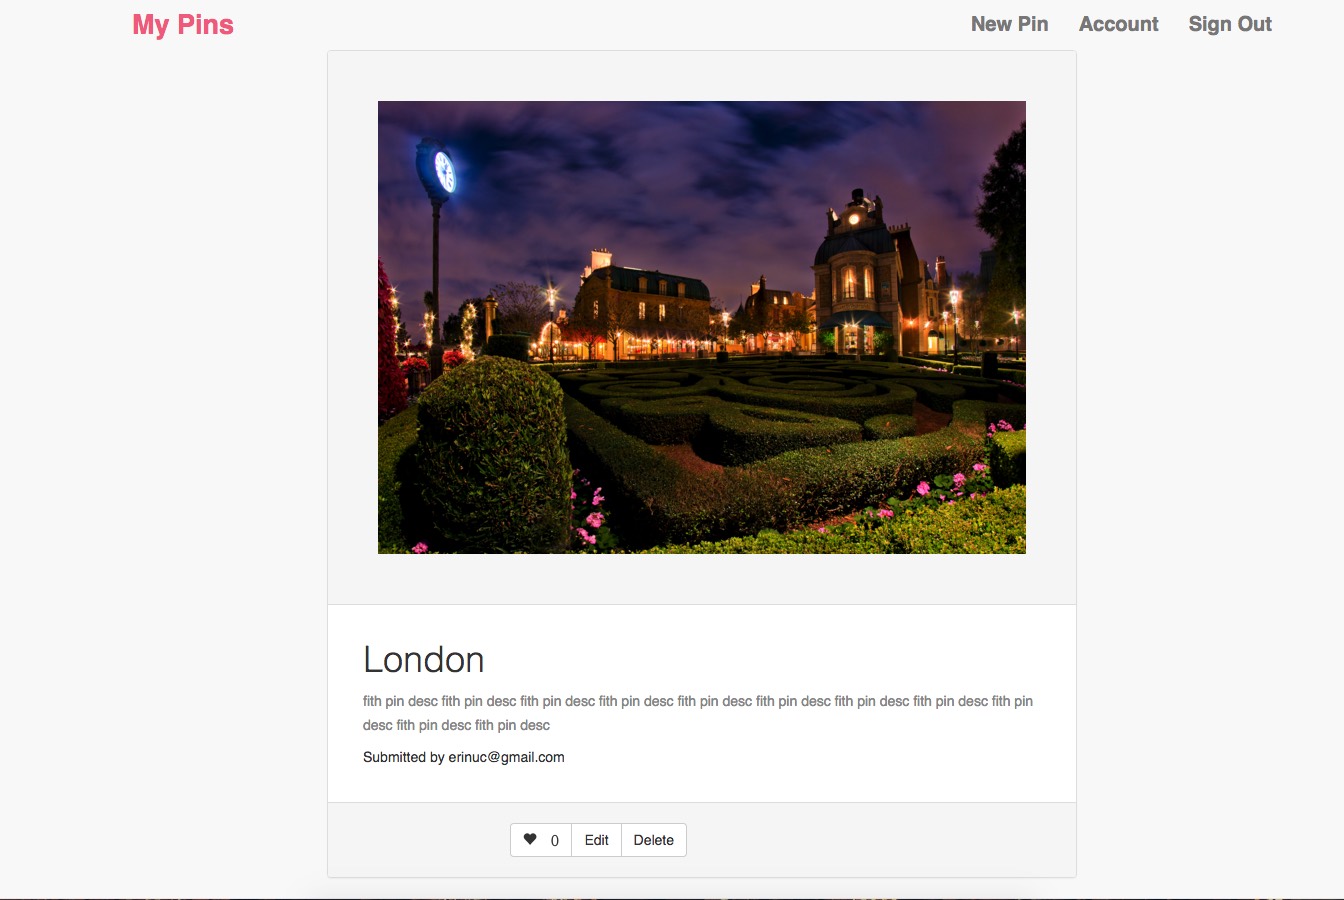 My Pins
New Pin Account Sign Out
London
fith pin desc fith pin desc fith pin desc fith pin desc fith pin desc fith pin desc fith pin desc fith pin desc fith pin
desc fith pin desc fith pin desc
Submitted by erinuc@gmail.com
0 Edit Delete